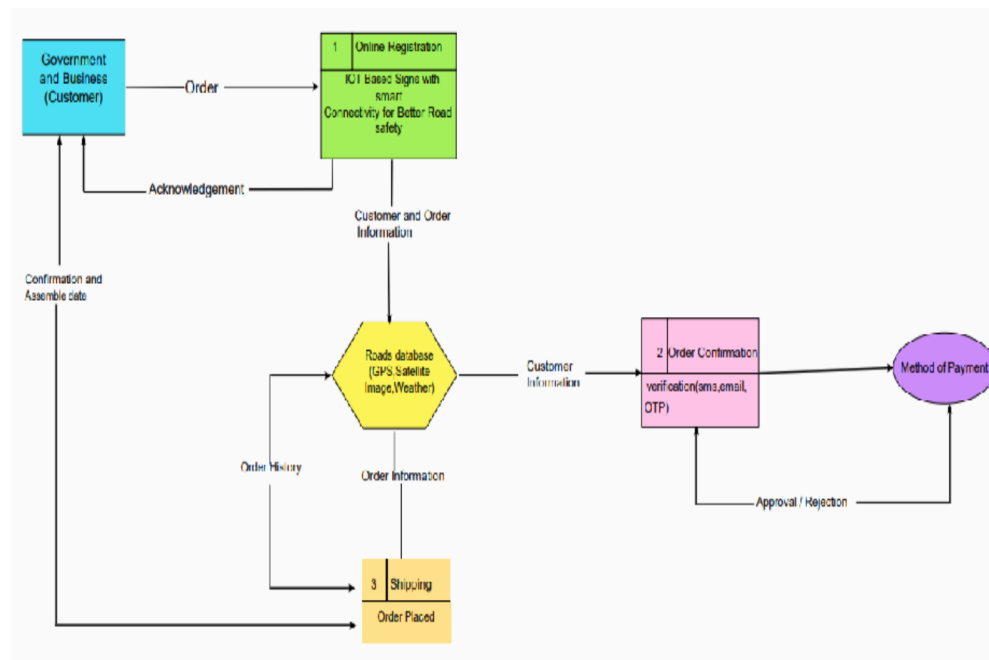 Government
and Business
(Customer)
Order
1 Online Registration
IOT Based Signs with
smart
Connectivity for Better Road
safety
Acknowledgement
Customer and Order
Information
Confirmation and
Assemble date
Roads database
(GPS,Satellite
Image,Weather)
Customer
Information
2 Order Confirmation
verification(sms,email,
OTP)
Method of Payment
Order History
Order Information
Approval / Rejection
3 Shipping
Order Placed